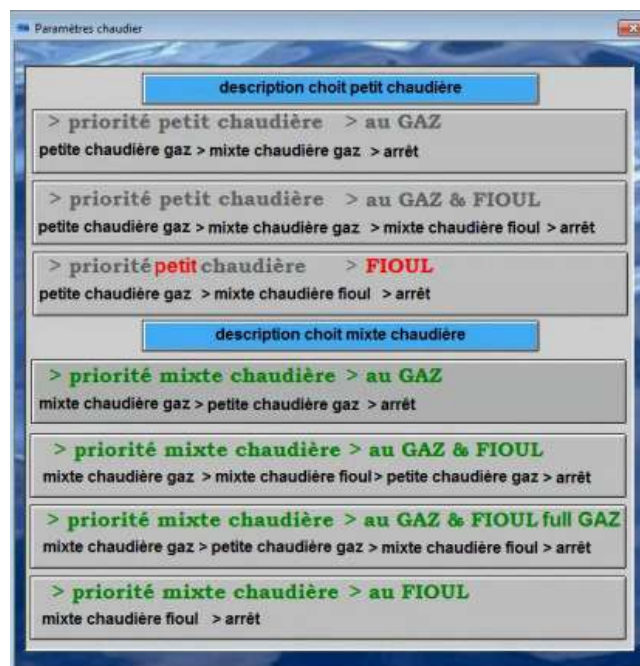 Paramètres chaudier
description choit petit chaudière
> priorité petit chaudière > au GAZ
petite chaudière gaz > mixte chaudière gaz > arrêt
> priorité petit chaudière > au GAZ & FIOUL
petite chaudière gaz > mixte chaudière gaz > mixte chaudière fioul > arrêt
> priorité petit chaudière > FIOUL
petite chaudière gaz > mixte chaudière fioul > arrêt
description choit mixte chaudière
> priorité mixte chaudière > au GAZ
mixte chaudière gaz > petite chaudière gaz > arrêt
> priorité mixte chaudière > au GAZ & FIOUL
mixte chaudière gaz > mixte chaudière fioul > petite chaudière gaz > arrêt
> priorité mixte chaudière > au GAZ & FIOUL full GAZ
mixte chaudière gaz > petite chaudière gaz > mixte chaudière fioul > arrêt
> priorité mixte chaudière > au FIOUL
mixte chaudière fioul > arrêt